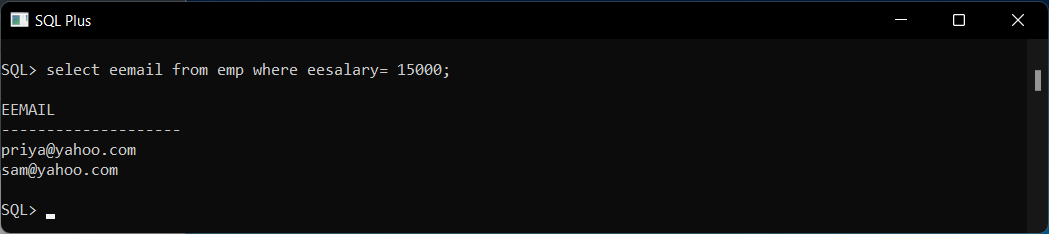 SQL Plus
SQL> select eemail from emp where eesalary= 15000;
EEMAIL
--------------------
priya@yahoo.com
sam@yahoo.com
SQL>